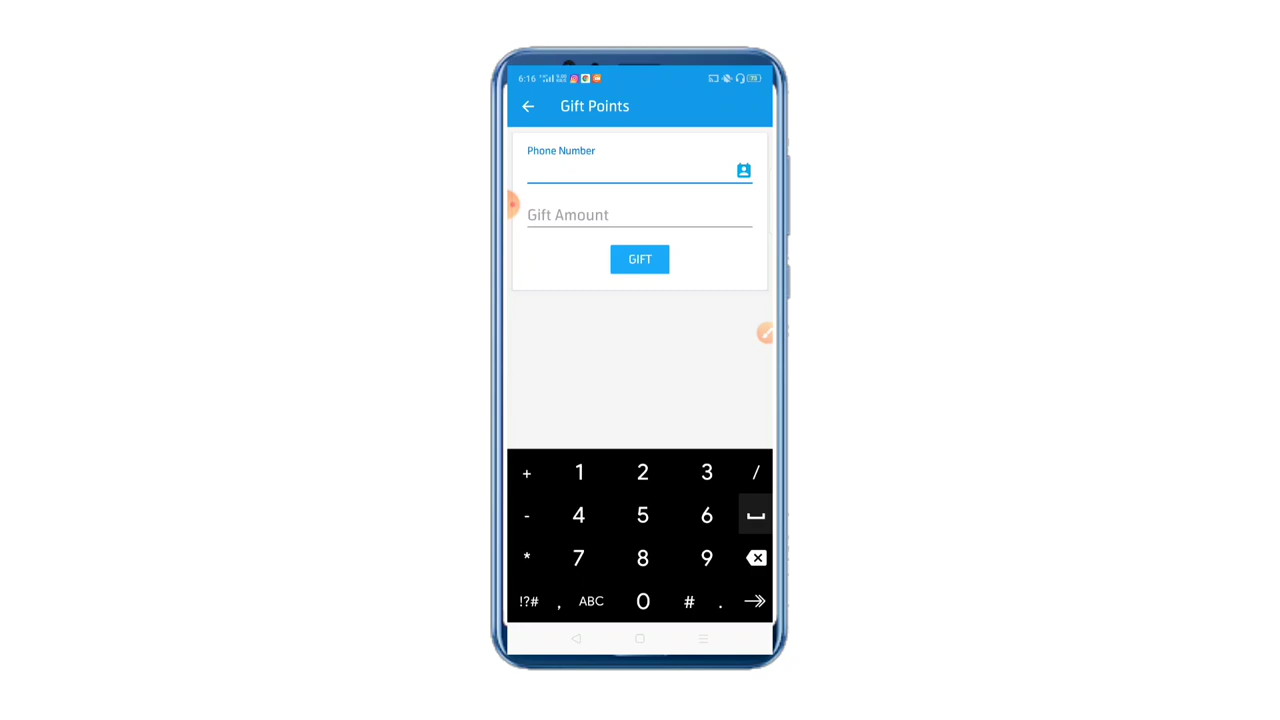 6:16
Gift Points
Phone Number
Gift Amount
GIFT
+ 1 2 3 /
- 4 5 6
* 7 8 9
!?# , ABC 0 # .